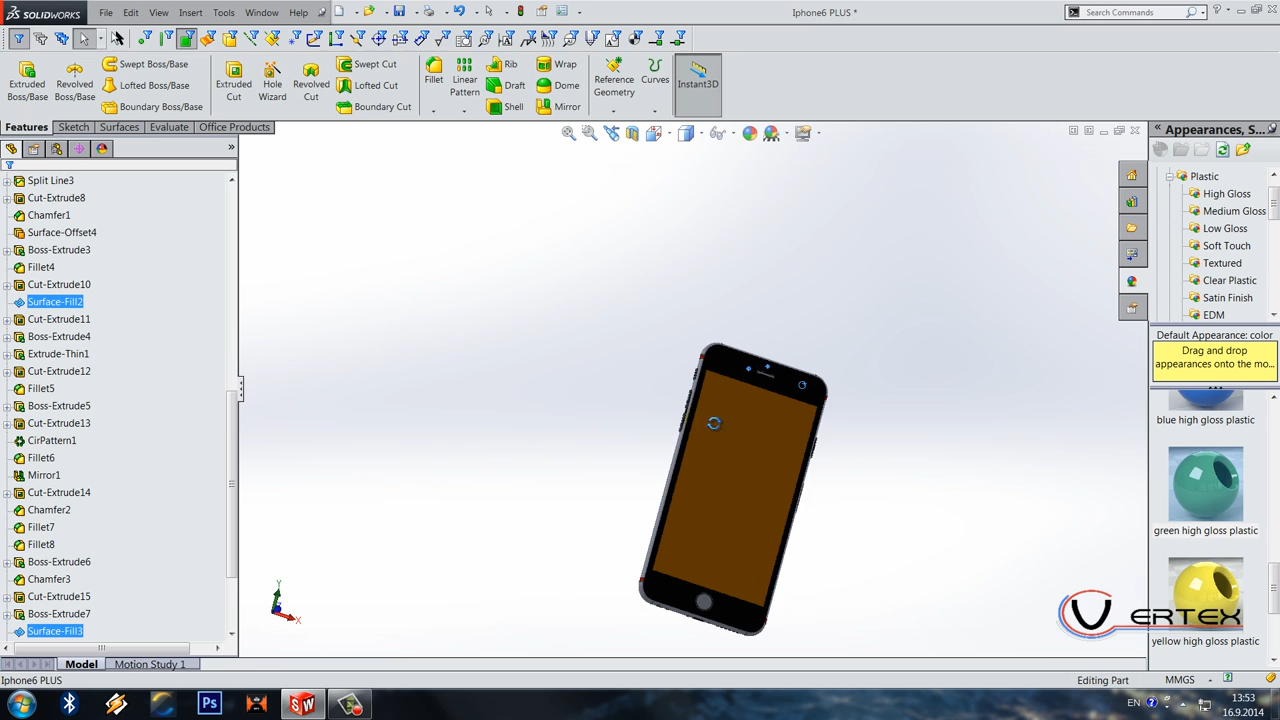 SOLIDWORKS File Edit View Insert Tools Window Help Iphone6 PLUS * Search Commands
Extruded Boss/Base
Revolved Boss/Base
Swept Boss/Base
Lofted Boss/Base
Boundary Boss/Base
Extruded Cut
Hole Wizard
Revolved Cut
Swept Cut
Lofted Cut
Boundary Cut
Fillet
Linear Pattern
Rib
Draft
Shell
Wrap
Dome
Mirror
Reference Geometry
Curves
Instant3D
Features Sketch Surfaces Evaluate Office Products
Split Line3
Cut-Extrude8
Chamfer1
Surface-Offset4
Boss-Extrude3
Fillet4
Cut-Extrude10
Surface-Fill2
Cut-Extrude11
Boss-Extrude4
Extrude-Thin1
Cut-Extrude12
Fillet5
Boss-Extrude5
Cut-Extrude13
CirPattern1
Fillet6
Mirror1
Cut-Extrude14
Chamfer2
Fillet7
Fillet8
Boss-Extrude6
Chamfer3
Cut-Extrude15
Boss-Extrude7
Surface-Fill3
Y
X
Appearances, S...
Plastic
High Gloss
Medium Gloss
Low Gloss
Soft Touch
Textured
Clear Plastic
Satin Finish
EDM
Default Appearance: color
Drag and drop
appearances onto the mo...
blue high gloss plastic
green high gloss plastic
yellow high gloss plastic
VERTEX
Model Motion Study 1
Iphone6 PLUS Editing Part MMGS
Ps
SW
EN 13:53
16.9.2014